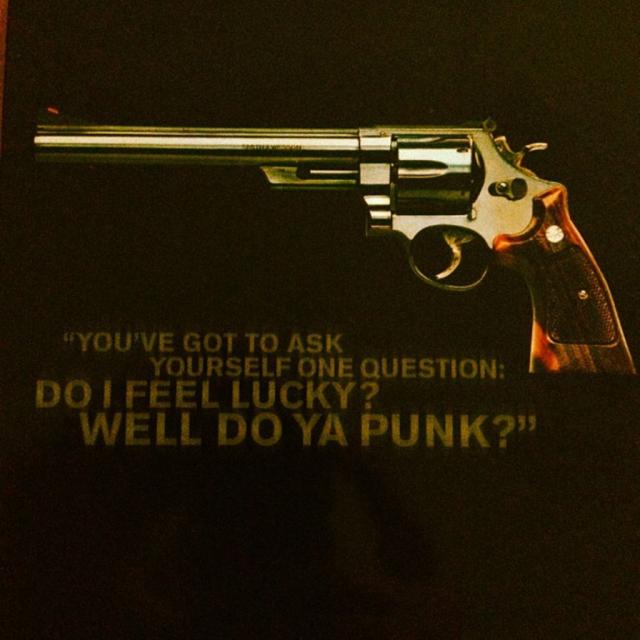 "YOU'VE GOT TO ASK
YOURSELF ONE QUESTION:
DO I FEEL LUCKY?
WELL DO YA PUNK?"